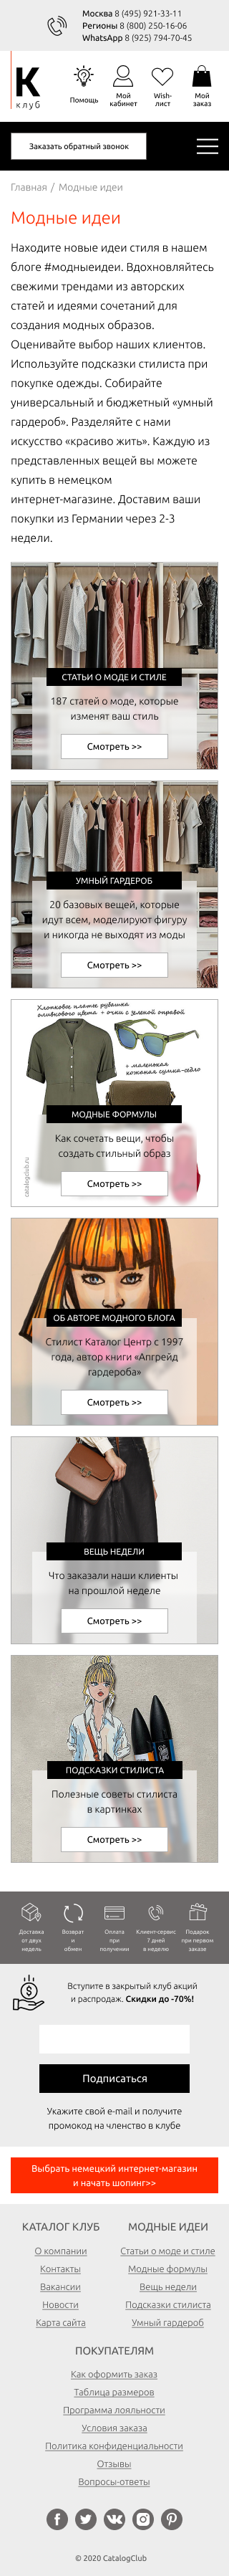 Москва 8 (495) 921-33-11
Регионы 8 (800) 250-16-06
WhatsApp 8 (925) 794-70-45
К
клуб
Помощь
Мой
кабинет
Wish-
лист
Мой
заказ
Заказать обратный звонок
Главная / Модные идеи
Модные идеи
Находите новые идеи стиля в нашем
блоге #модныеидеи. Вдохновляйтесь
свежими трендами из авторских
статей и идеями сочетаний для
создания модных образов.
Оценивайте выбор наших клиентов.
Используйте подсказки стилиста при
покупке одежды. Собирайте
универсальный и бюджетный «умный
гардероб». Разделяйте с нами
искусство «красиво жить». Каждую из
представленных вещей вы можете
купить в немецком
интернет-магазине. Доставим ваши
покупки из Германии через 2-3
недели.
СТАТЬИ О МОДЕ И СТИЛЕ
187 статей о моде, которые
изменят ваш стиль
Смотреть >>
УМНЫЙ ГАРДЕРОБ
20 базовых вещей, которые
идут всем, моделируют фигуру
и никогда не выходят из моды
Смотреть >>
Хлопковое платье рубашка
оливкового цвета + очки с зеленой оправой
+ маленькая
кожаная сумка-седло
catalogclub.ru
МОДНЫЕ ФОРМУЛЫ
Как сочетать вещи, чтобы
создать стильный образ
Смотреть >>
ОБ АВТОРЕ МОДНОГО БЛОГА
Стилист Каталог Центр с 1997
года, автор книги «Апгрейд
гардероба»
Смотреть >>
ВЕЩЬ НЕДЕЛИ
Что заказали наши клиенты
на прошлой неделе
Смотреть >>
ПОДСКАЗКИ СТИЛИСТА
Полезные советы стилиста
в картинках
Смотреть >>
Доставка
от двух
недель
Возврат
и
обмен
Оплата
при
получении
Клиент-сервис
7 дней
в неделю
Подарок
при первом
заказе
Вступите в закрытый клуб акций
и распродаж. Скидки до -70%!
Подписаться
Укажите свой e-mail и получите
промокод на членство в клубе
Выбрать немецкий интернет-магазин
и начать шопинг>>
КАТАЛОГ КЛУБ
О компании
Контакты
Вакансии
Новости
Карта сайта
МОДНЫЕ ИДЕИ
Статьи о моде и стиле
Модные формулы
Вещь недели
Подсказки стилиста
Умный гардероб
ПОКУПАТЕЛЯМ
Как оформить заказ
Таблица размеров
Программа лояльности
Условия заказа
Политика конфиденциальности
Отзывы
Вопросы-ответы
© 2020 CatalogClub